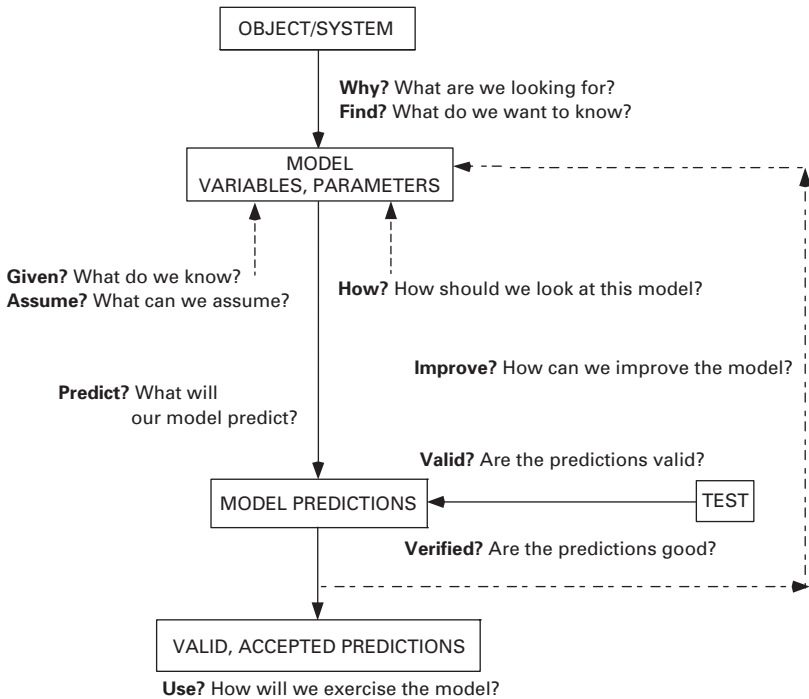 OBJECT/SYSTEM
Why? What are we looking for?
Find? What do we want to know?
MODEL
VARIABLES, PARAMETERS
Given? What do we know?
Assume? What can we assume?
How? How should we look at this model?
Improve? How can we improve the model?
Predict? What will
our model predict?
Valid? Are the predictions valid?
MODEL PREDICTIONS
TEST
Verified? Are the predictions good?
VALID, ACCEPTED PREDICTIONS
Use? How will we exercise the model?